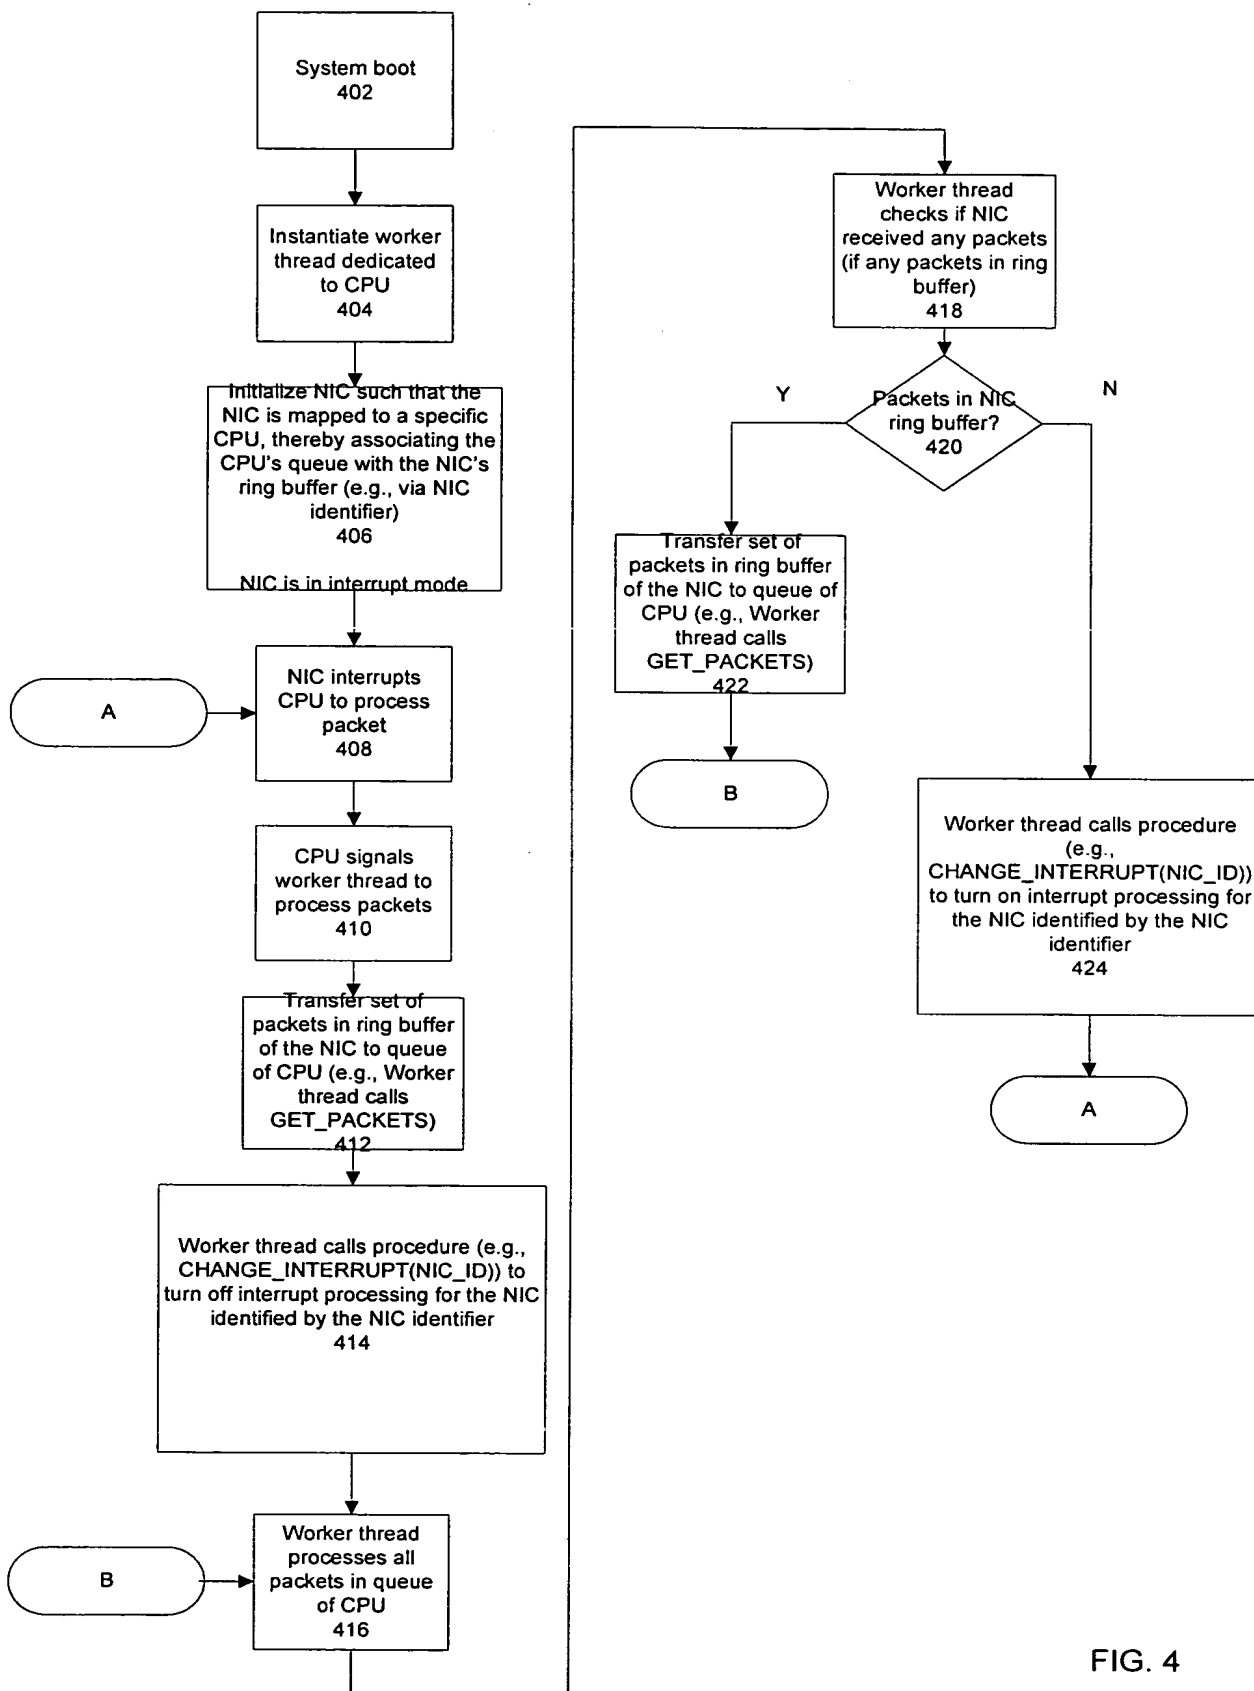 System boot
402
Instantiate worker
thread dedicated
to CPU
404
Initialize NIC such that the
NIC is mapped to a specific
CPU, thereby associating the
CPU's queue with the NIC's
ring buffer (e.g., via NIC
identifier)
406
NIC is in interrupt mode
A
NIC interrupts
CPU to process
packet
408
CPU signals
worker thread to
process packets
410
Transfer set of
packets in ring buffer
of the NIC to queue
of CPU (e.g., Worker
thread calls
GET_PACKETS)
412
Worker thread calls procedure (e.g.,
CHANGE_INTERRUPT(NIC_ID)) to
turn off interrupt processing for the NIC
identified by the NIC identifier
414
B
Worker thread
processes all
packets in queue
of CPU
416
Worker thread
checks if NIC
received any packets
(if any packets in ring
buffer)
418
Y
Packets in NIC
ring buffer?
420
N
Transfer set of
packets in ring buffer
of the NIC to queue of
CPU (e.g., Worker
thread calls
GET_PACKETS)
422
B
Worker thread calls procedure
(e.g.,
CHANGE_INTERRUPT(NIC_ID))
to turn on interrupt processing for
the NIC identified by the NIC
identifier
424
A
FIG. 4